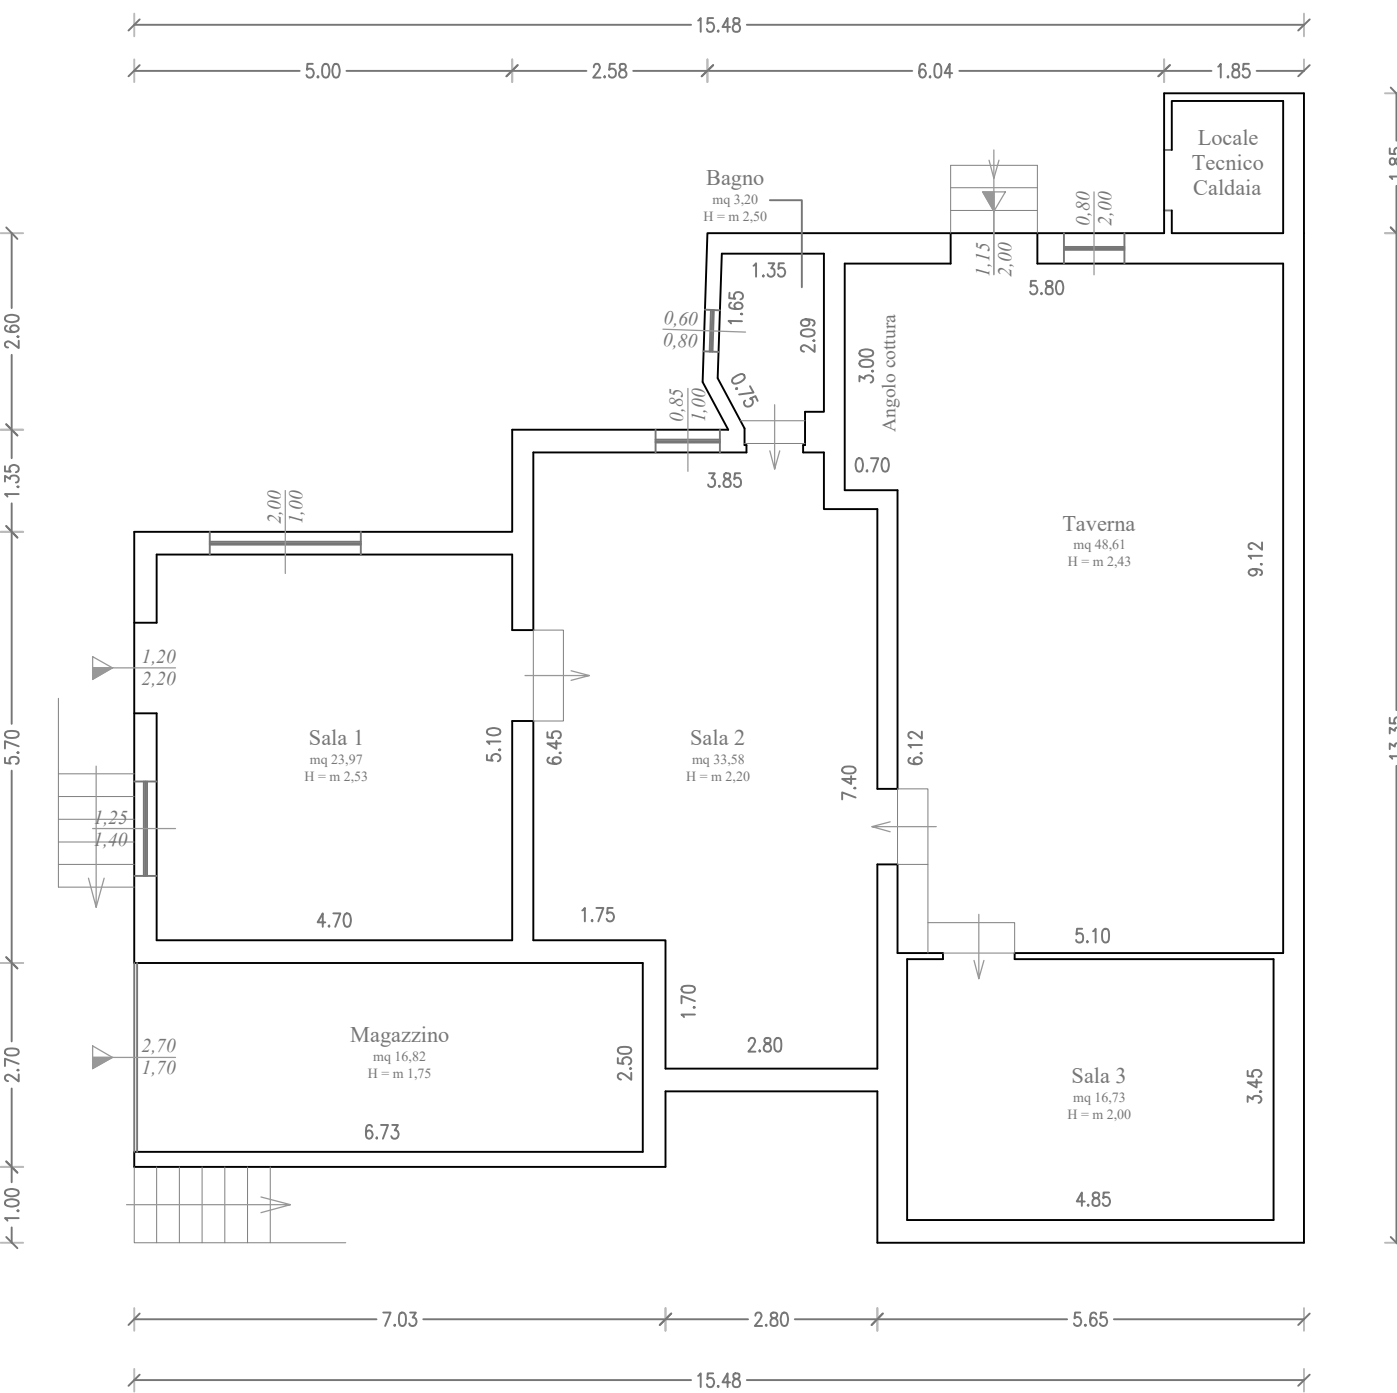 15.48
5.00
2.58
6.04
1.85
Locale
Tecnico
Caldaia
1.85
Bagno
mq 3,20
H = m 2,50
0,80
2,00
1,15
2,00
1.35
5.80
1.65
2.09
0,60
0,80
2.60
3.00
Angolo cottura
0.75
0,85
1,00
0.70
3.85
1.35
2,00
1,00
Taverna
mq 48,61
H = m 2,43
9.12
1,20
2,20
5.70
Sala 1
mq 23,97
H = m 2,53
5.10
6.45
Sala 2
mq 33,58
H = m 2,20
7.40
6.12
13.35
1,25
1,40
4.70
1.75
5.10
1.70
Magazzino
mq 16,82
H = m 1,75
2,70
1,70
2.70
2.50
2.80
Sala 3
mq 16,73
H = m 2,00
3.45
6.73
1.00
4.85
7.03
2.80
5.65
15.48